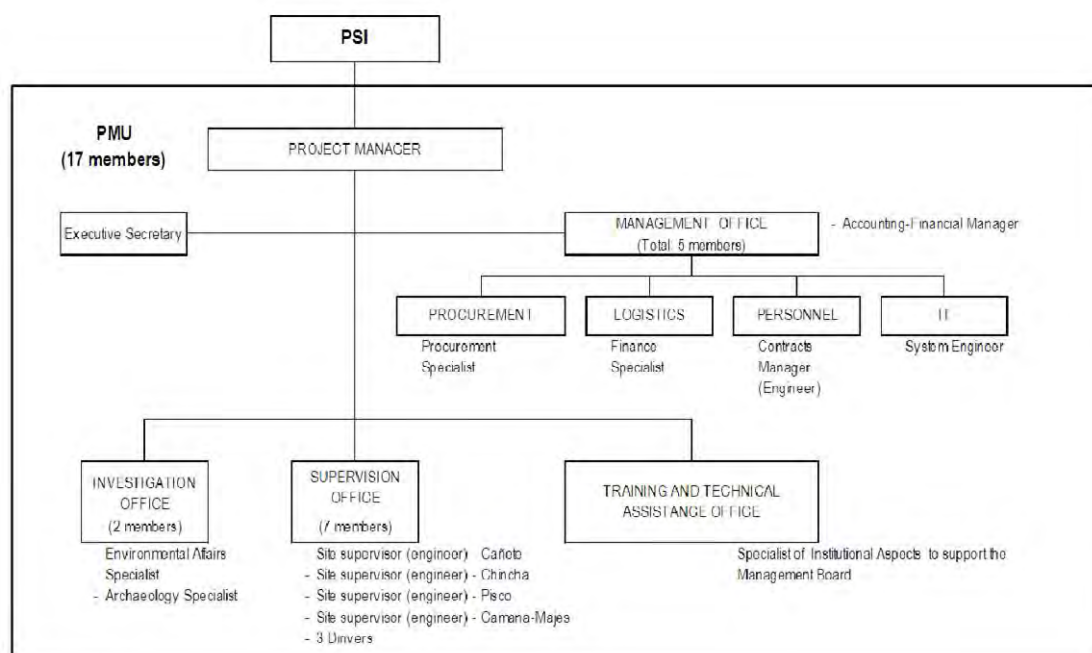 PSI
PMU
(17 members)
PROJECT MANAGER
Executive Secretary
MANAGEMENT OFFICE
(Total: 5 members)
- Accounting-Financial Manager
PROCUREMENT
Procurement
Specialist
LOGISTICS
Finance
Specialist
PERSONNEL
Contracts
Manager
(Engineer)
IT
System Engineer
INVESTIGATION
OFFICE
(2 members)
Environmental Affairs
Specialist
- Archaeology Specialist
SUPERVISION
OFFICE
(7 members)
Site supervisor (engineer) - Cañete
- Site supervisor (engineer) - Chincha
- Site supervisor (engineer) - Pisco
- Site supervisor (engineer) - Camana-Majes
- 3 Drivers
TRAINING AND TECHNICAL
ASSISTANCE OFFICE
Specialist of Institutional Aspects to support the
Management Board